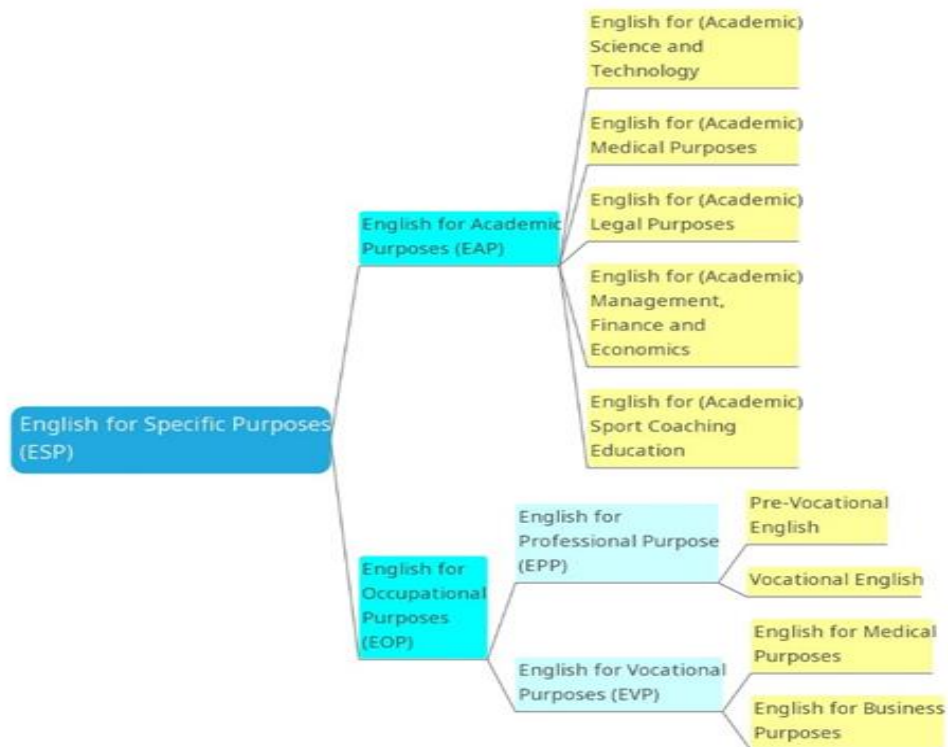 English for Specific Purposes
(ESP)
English for Academic
Purposes (EAP)
English for (Academic)
Science and
Technology
English for (Academic)
Medical Purposes
English for (Academic)
Legal Purposes
English for (Academic)
Management,
Finance and
Economics
English for (Academic)
Sport Coaching
Education
English for
Occupational
Purposes
(EOP)
English for
Professional Purpose
(EPP)
Pre-Vocational
English
Vocational English
English for Vocational
Purposes (EVP)
English for Medical
Purposes
English for Business
Purposes